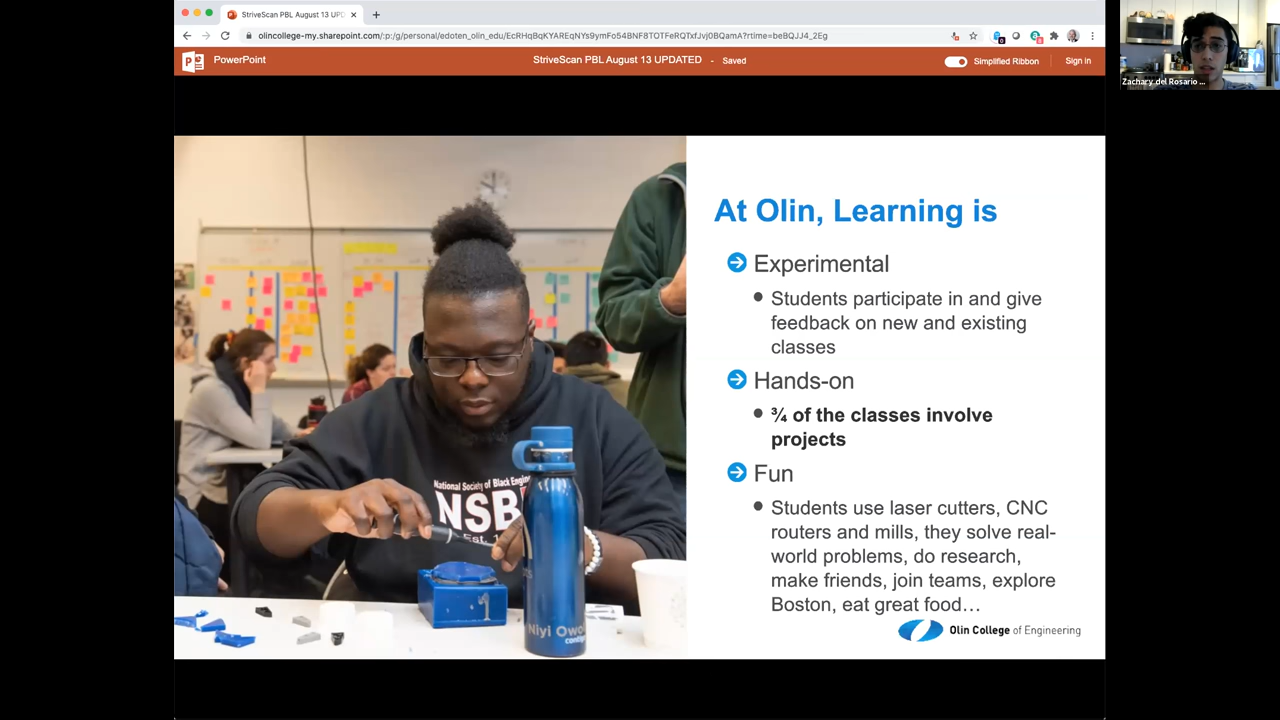 StriveScan PBL August 13 UPD
olincollege-my.sharepoint.com/:p:/g/personal/edoten_olin_edu/EcRHqBqKYAREqNYs9ymFo54BNF8TOTFeRQTxfJvj0BQamA?rtime=beBQJJ4_2Eg
PowerPoint
StriveScan PBL August 13 UPDATED - Saved
Simplified Ribbon
Sign in
Zachary del Rosario ...
At Olin, Learning is
Experimental
Students participate in and give
feedback on new and existing
classes
Hands-on
¾ of the classes involve
projects
Fun
Students use laser cutters, CNC
routers and mills, they solve real-
world problems, do research,
make friends, join teams, explore
Boston, eat great food…
Olin College of Engineering
National Society of Black Engine
NSB
Est. 1
Niyi Owo
contigo